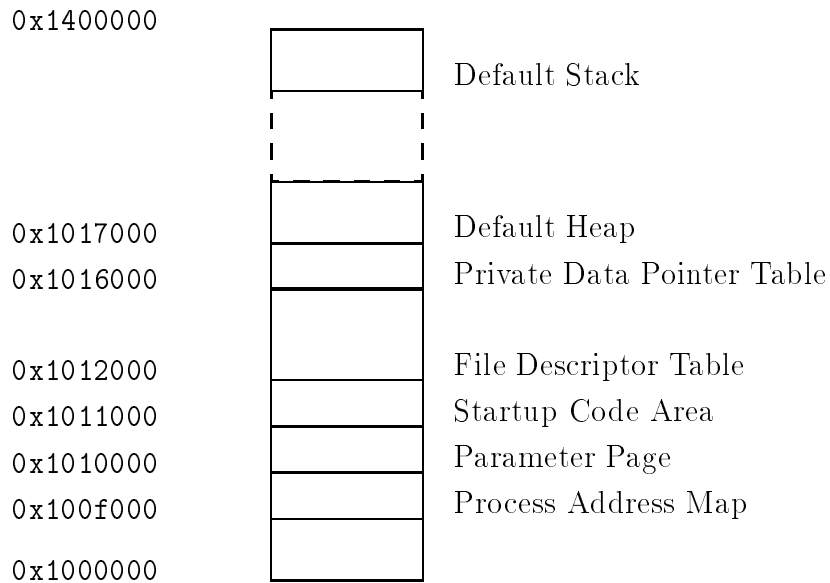 0x1400000
Default Stack
0x1017000 Default Heap
0x1016000 Private Data Pointer Table
0x1012000 File Descriptor Table
0x1011000 Startup Code Area
0x1010000 Parameter Page
0x100f000 Process Address Map
0x1000000